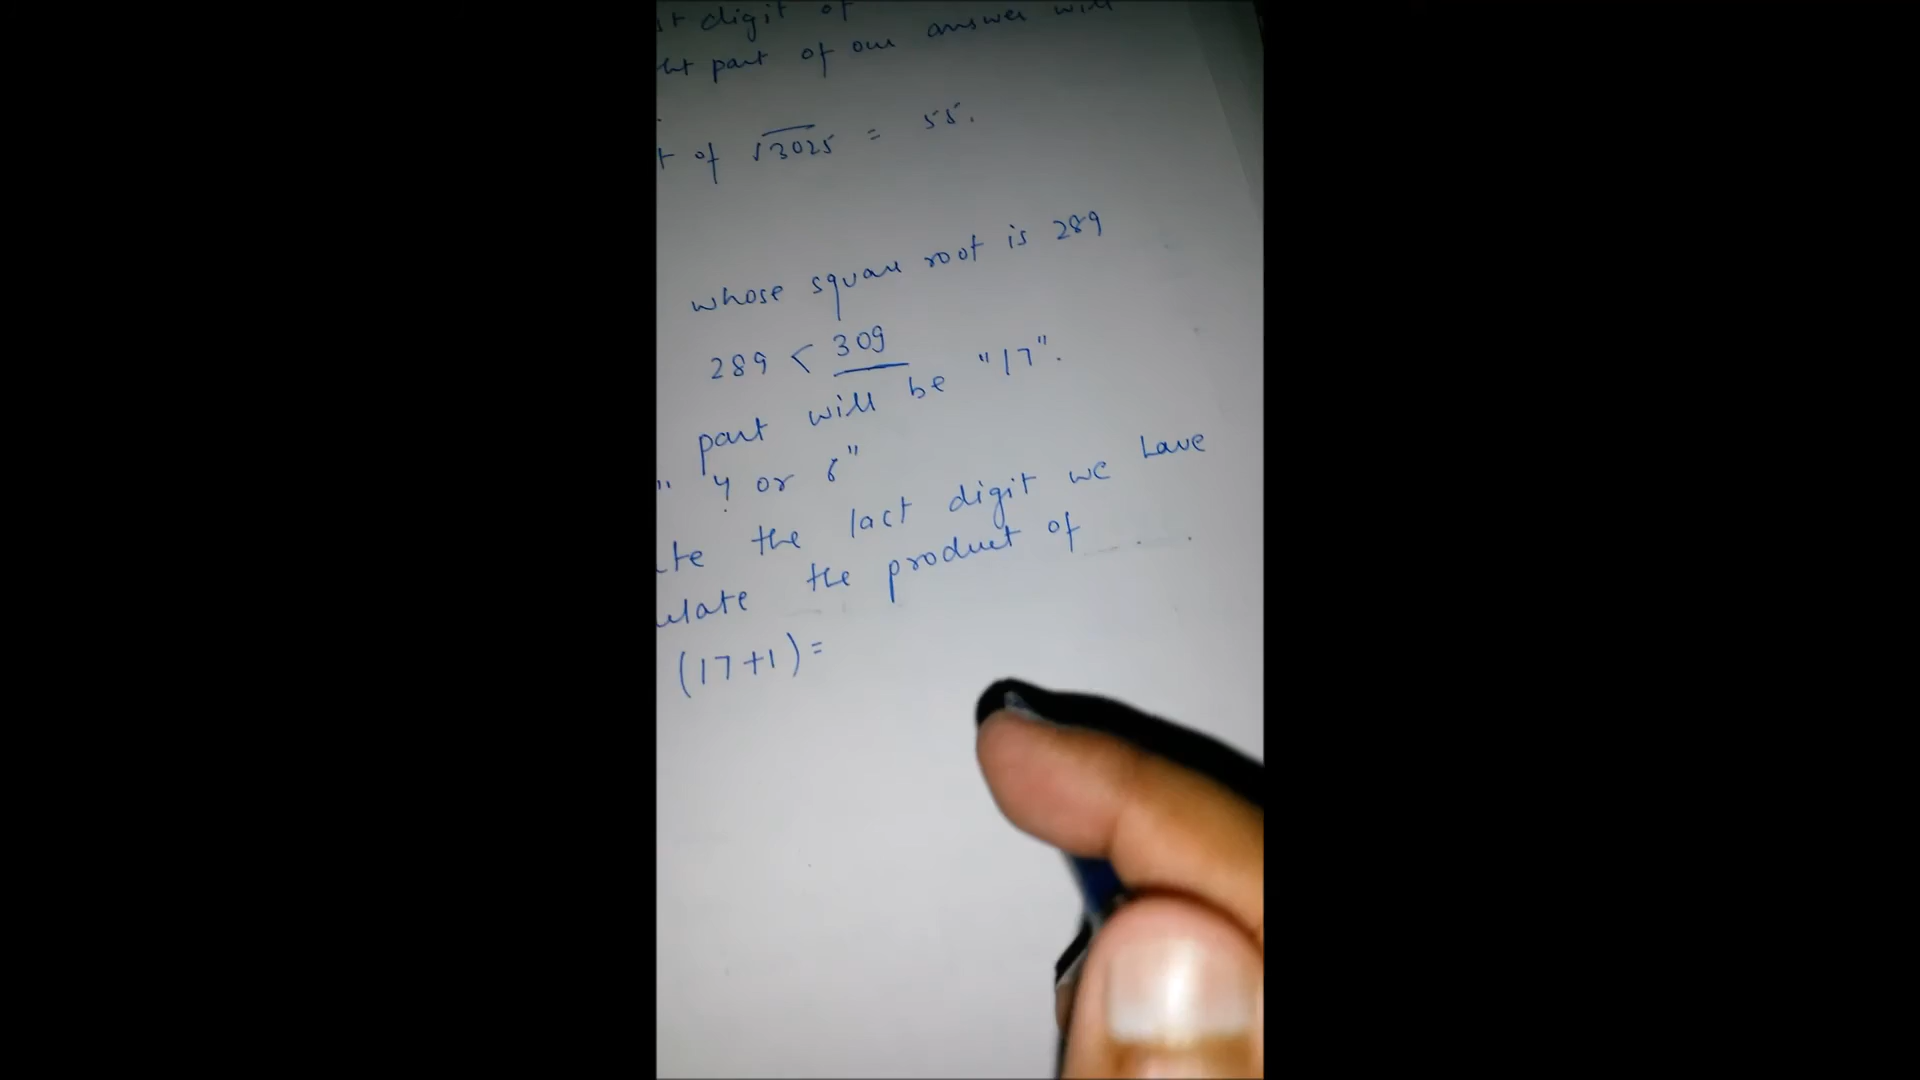 digit of
part of our answer will
of √3025 = 55.
whose square root is 289
289 < 309
part will be "17".
" 4 or 6"
the last digit we have
the product of
(17+1)=